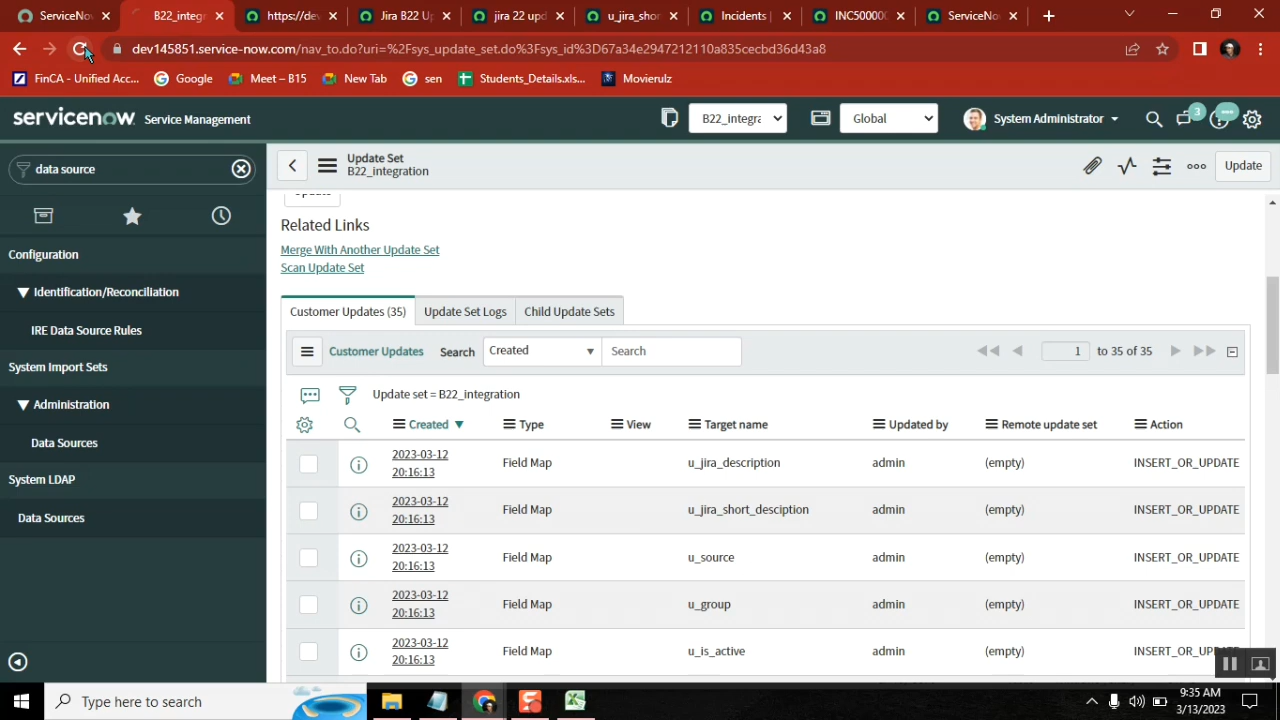 ServiceNo
B22_integr
https://dev
Jira B22 Up
jira 22 upd
u_jira_shor
Incidents |
INC500000
ServiceNo
dev145851.service-now.com/nav_to.do?uri=%2Fsys_update_set.do%3Fsys_id%3D67a34e2947212110a835cecbd36d43a8
FinCA - Unified Acc...
Google
Meet – B15
New Tab
sen
Students_Details.xls...
Movierulz
servicenow Service Management
B22_integra
Global
System Administrator
3
data source
Update Set
B22_integration
Update
Configuration
Identification/Reconciliation
IRE Data Source Rules
System Import Sets
Administration
Data Sources
System LDAP
Data Sources
Update
Related Links
Merge With Another Update Set
Scan Update Set
Customer Updates (35)
Update Set Logs
Child Update Sets
Customer Updates Search Created Search
1 to 35 of 35
Update set = B22_integration
Created Type View Target name Updated by Remote update set Action
2023-03-12
20:16:13 Field Map u_jira_description admin (empty) INSERT_OR_UPDATE
2023-03-12
20:16:13 Field Map u_jira_short_desciption admin (empty) INSERT_OR_UPDATE
2023-03-12
20:16:13 Field Map u_source admin (empty) INSERT_OR_UPDATE
2023-03-12
20:16:13 Field Map u_group admin (empty) INSERT_OR_UPDATE
2023-03-12
20:16:13 Field Map u_is_active admin (empty) INSERT_OR_UPDATE
Type here to search
9:35 AM
3/13/2023